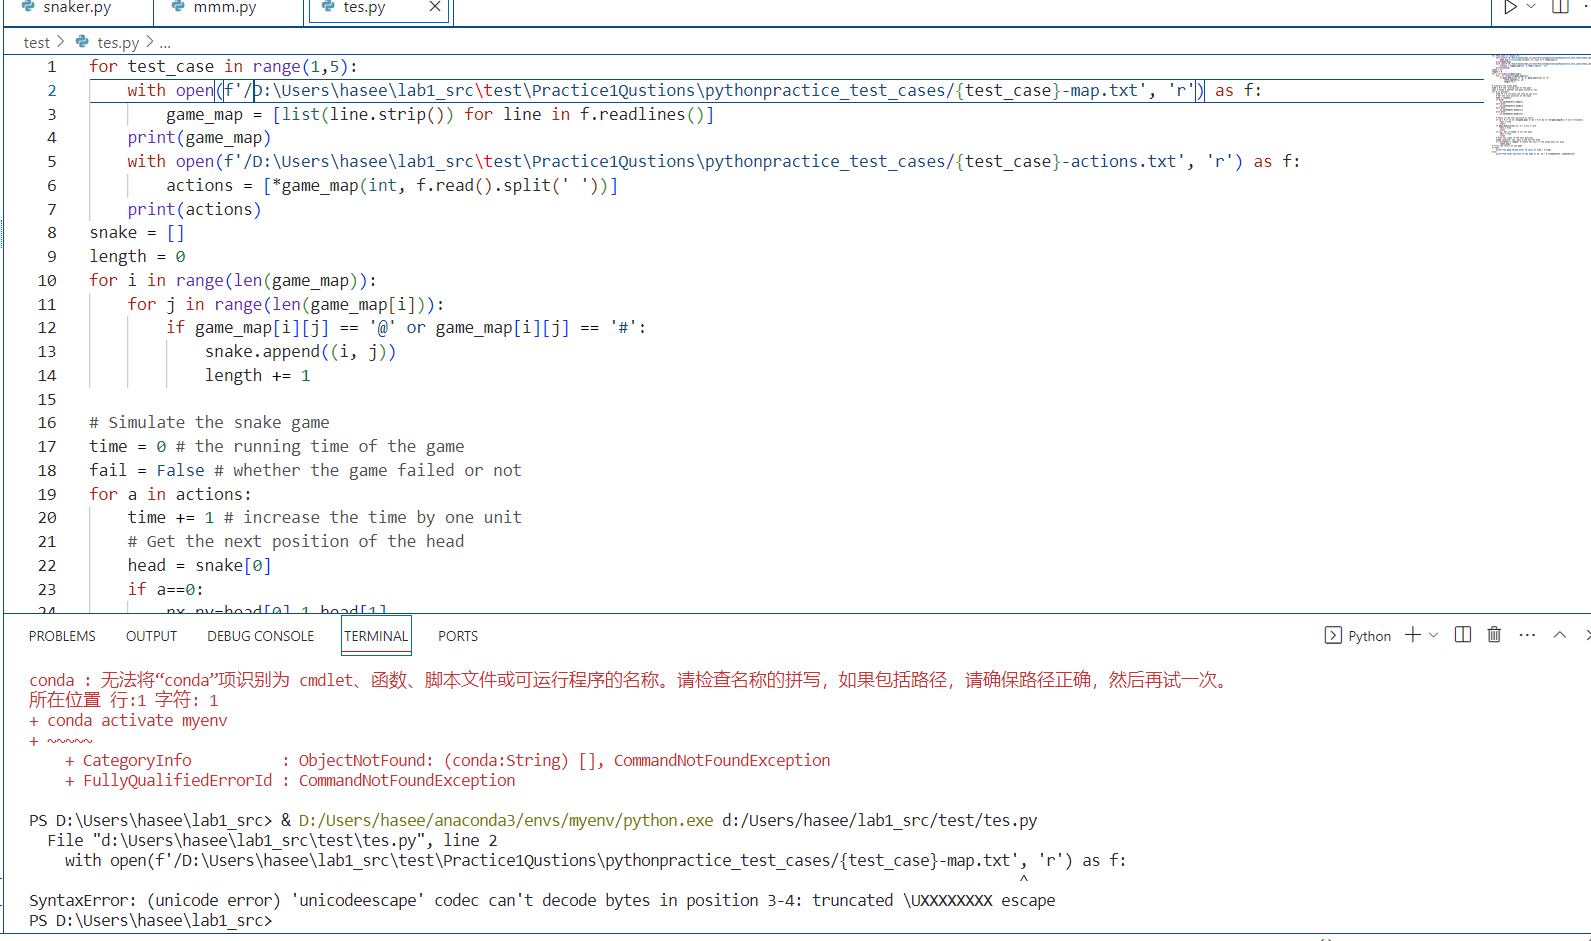 snaker.py
mmm.py
tes.py
test > tes.py > ...
1 for test_case in range(1,5):
2 with open(f'/D:\Users\hasee\lab1_src\test\Practice1Qustions\pythonpractice_test_cases/{test_case}-map.txt', 'r') as f:
3 game_map = [list(line.strip()) for line in f.readlines()]
4 print(game_map)
5 with open(f'/D:\Users\hasee\lab1_src\test\Practice1Qustions\pythonpractice_test_cases/{test_case}-actions.txt', 'r') as f:
6 actions = [*game_map(int, f.read().split(' '))]
7 print(actions)
8 snake = []
9 length = 0
10 for i in range(len(game_map)):
11 for j in range(len(game_map[i])):
12 if game_map[i][j] == '@' or game_map[i][j] == '#':
13 snake.append((i, j))
14 length += 1
15
16 # Simulate the snake game
17 time = 0 # the running time of the game
18 fail = False # whether the game failed or not
19 for a in actions:
20 time += 1 # increase the time by one unit
21 # Get the next position of the head
22 head = snake[0]
23 if a==0:
24 nx,ny=head[0]-1,head[1]
PROBLEMS OUTPUT DEBUG CONSOLE TERMINAL PORTS
Python
conda : 无法将“conda”项识别为 cmdlet、函数、脚本文件或可运行程序的名称。请检查名称的拼写，如果包括路径，请确保路径正确，然后再试一次。
所在位置 行:1 字符: 1
+ conda activate myenv
+ ~~~~~
+ CategoryInfo : ObjectNotFound: (conda:String) [], CommandNotFoundException
+ FullyQualifiedErrorId : CommandNotFoundException
PS D:\Users\hasee\lab1_src> & D:/Users/hasee/anaconda3/envs/myenv/python.exe d:/Users/hasee/lab1_src/test/tes.py
File "d:\Users\hasee\lab1_src\test\tes.py", line 2
with open(f'/D:\Users\hasee\lab1_src\test\Practice1Qustions\pythonpractice_test_cases/{test_case}-map.txt', 'r') as f:
^
SyntaxError: (unicode error) 'unicodeescape' codec can't decode bytes in position 3-4: truncated \UXXXXXXXX escape
PS D:\Users\hasee\lab1_src>